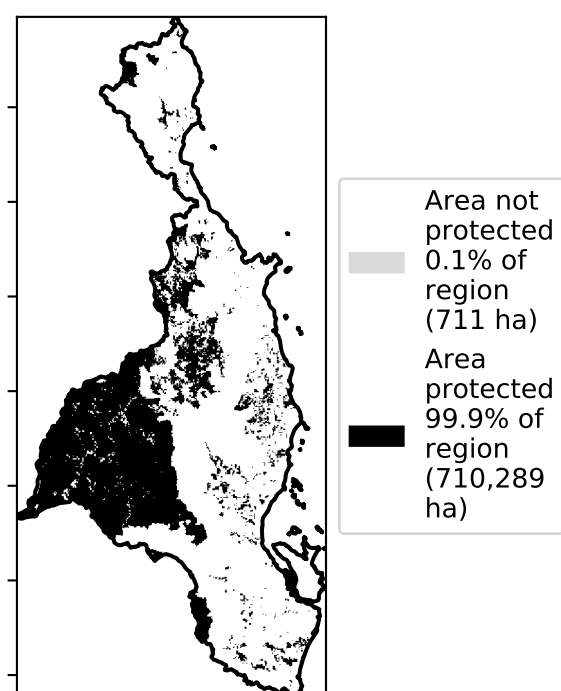 Area not
protected
0.1% of
region
(711 ha)
Area
protected
99.9% of
region
(710,289
ha)